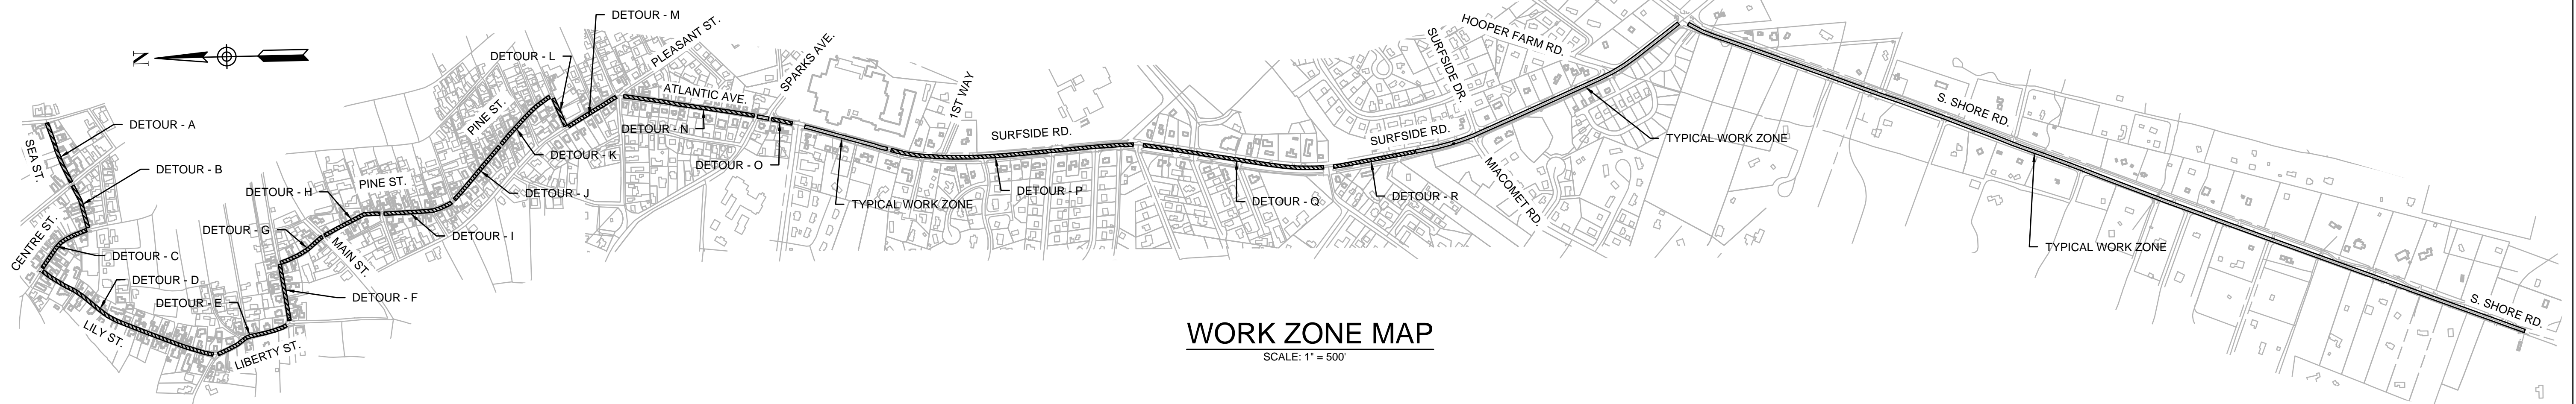 N
SEA ST.
DETOUR - A
DETOUR - B
CENTRE ST.
DETOUR - C
DETOUR - D
LILY ST.
DETOUR - E
LIBERTY ST.
DETOUR - F
DETOUR - G
DETOUR - H
MAIN ST.
PINE ST.
DETOUR - I
DETOUR - J
DETOUR - K
PINE ST.
DETOUR - L
DETOUR - M
PLEASANT ST.
ATLANTIC AVE.
DETOUR - N
SPARKS AVE.
DETOUR - O
TYPICAL WORK ZONE
1ST WAY
SURFSIDE RD.
DETOUR - P
DETOUR - Q
SURFSIDE RD.
DETOUR - R
SURFSIDE DR.
HOOPER FARM RD.
MIACOMET RD.
TYPICAL WORK ZONE
S. SHORE RD.
TYPICAL WORK ZONE
S. SHORE RD.
WORK ZONE MAP
SCALE: 1" = 500'